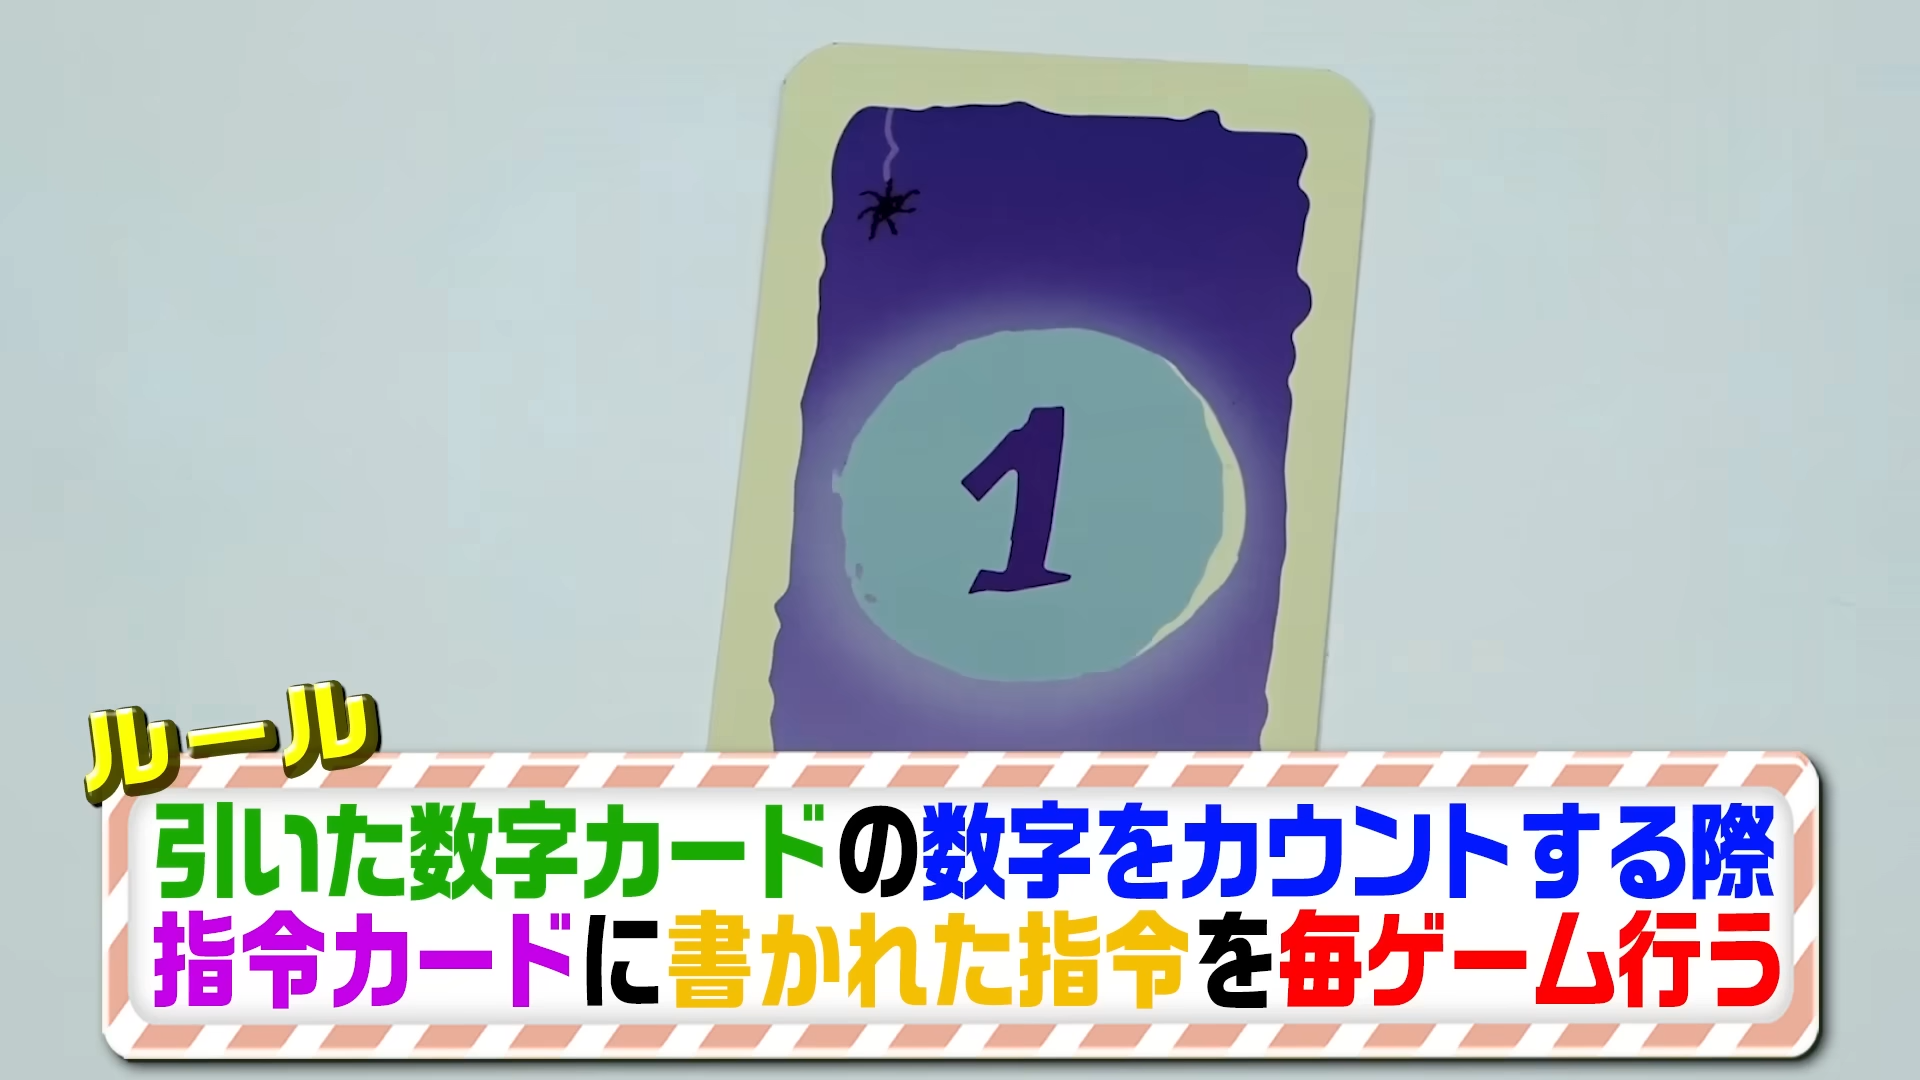 1
ルール
引いた数字カードの数字をカウントする際
指令カードに書かれた指令を毎ゲーム行う